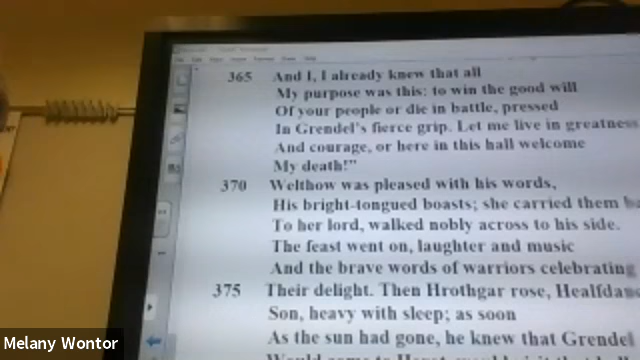 365 And I, I already knew that all
My purpose was this: to win the good will
Of your people or die in battle, pressed
In Grendel's fierce grip. Let me live in greatness
And courage, or here in this hall welcome
My death!"
370 Welthow was pleased with his words,
His bright-tongued boasts; she carried them
To her lord, walked nobly across to his side.
The feast went on, laughter and music
And the brave words of warriors celebrating
375 Their delight. Then Hrothgar rose,
Son, heavy with sleep; as soon
As the sun had gone, he knew that Grendel
Melany Wontor